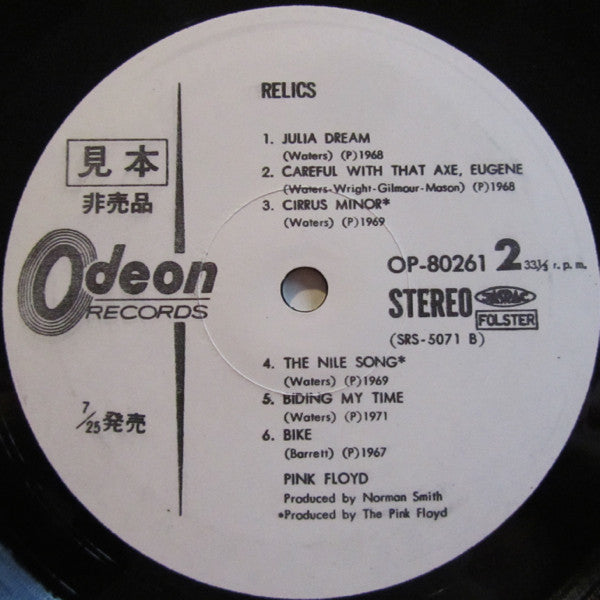 RELICS
1. JULIA DREAM
(Waters) (P)1968
2. CAREFUL WITH THAT AXE, EUGENE
(Waters-Wright-Gilmour-Mason) (P)1968
3. CIRRUS MINOR*
(Waters) (P)1969
見本
非売品
Odeon
RECORDS
OP-80261 2 33⅓ r.p.m.
STEREO JASRAC
FOLSTER
(SRS-5071 B)
4. THE NILE SONG*
(Waters) (P)1969
5. BIDING MY TIME
(Waters) (P)1971
6. BIKE
(Barrett) (P)1967
7/25発売
PINK FLOYD
Produced by Norman Smith
*Produced by The Pink Floyd